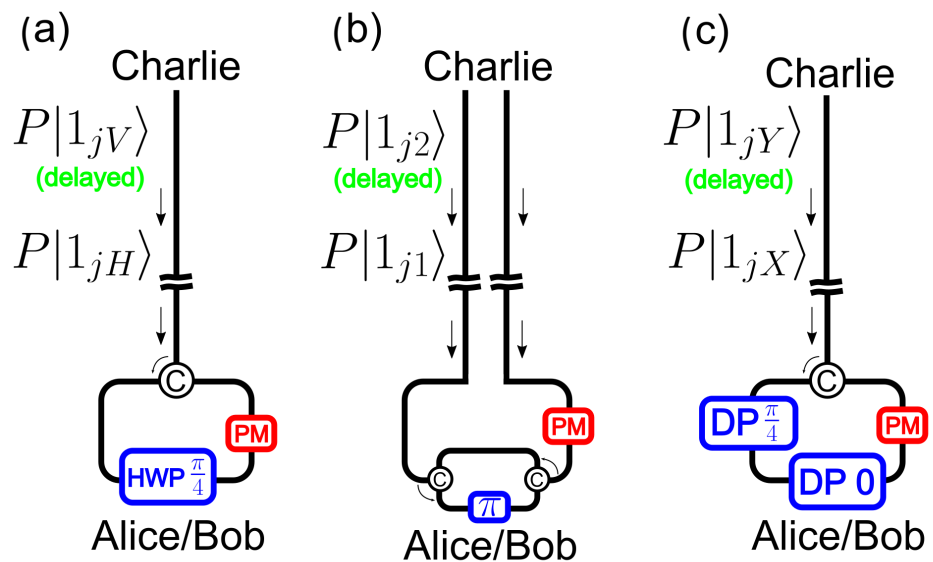 (a)
Charlie
P|1_{jV}⟩
(delayed)
P|1_{jH}⟩
C
PM
HWP π/4
Alice/Bob
(b)
Charlie
P|1_{j2}⟩
(delayed)
P|1_{j1}⟩
PM
C C
π
Alice/Bob
(c)
Charlie
P|1_{jY}⟩
(delayed)
P|1_{jX}⟩
C
DP π/4
PM
DP 0
Alice/Bob